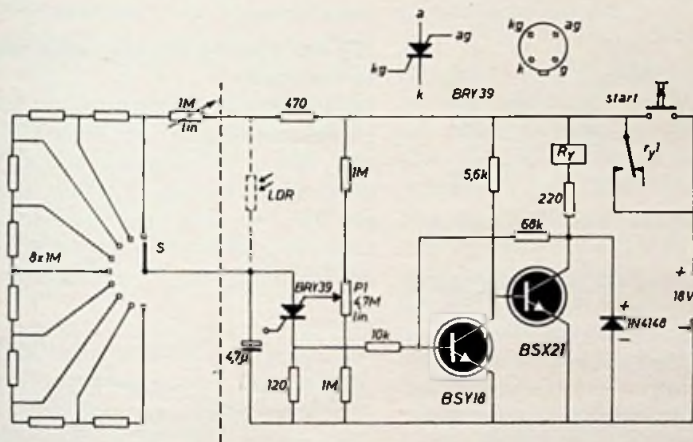 a
ag
kg
k
kg
ag
k
g
BRY39
1M
lin
470
start
1M
5,6k
Ry
ry1
220
LDR
68k
8x1M
S
BRY39
P1
4,7M
lin
+
18V
+
1N4148
−
−
10k
BSX21
4,7µ
120
1M
BSY18